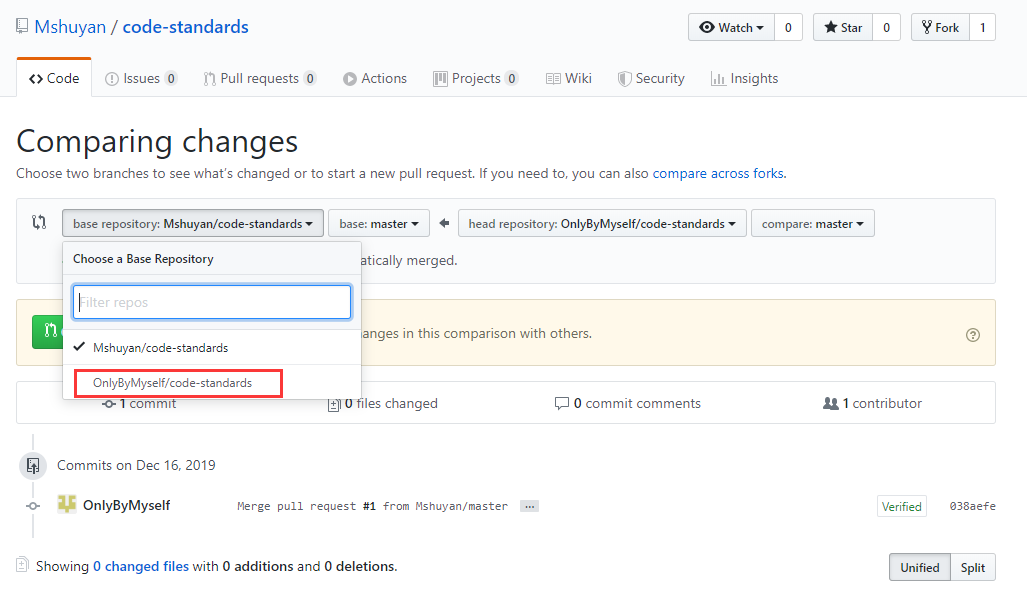 Mshuyan / code-standards Watch 0 Star 0 Fork 1
Code Issues 0 Pull requests 0 Actions Projects 0 Wiki Security Insights
Comparing changes
Choose two branches to see what's changed or to start a new pull request. If you need to, you can also compare across forks.
base repository: Mshuyan/code-standards base: master head repository: OnlyByMyself/code-standards compare: master
Choose a Base Repository
atically merged.
Filter repos
anges in this comparison with others.
Mshuyan/code-standards
OnlyByMyself/code-standards
1 commit 0 files changed 0 commit comments 1 contributor
Commits on Dec 16, 2019
OnlyByMyself Merge pull request #1 from Mshuyan/master … Verified 038aefe
Showing 0 changed files with 0 additions and 0 deletions. Unified Split